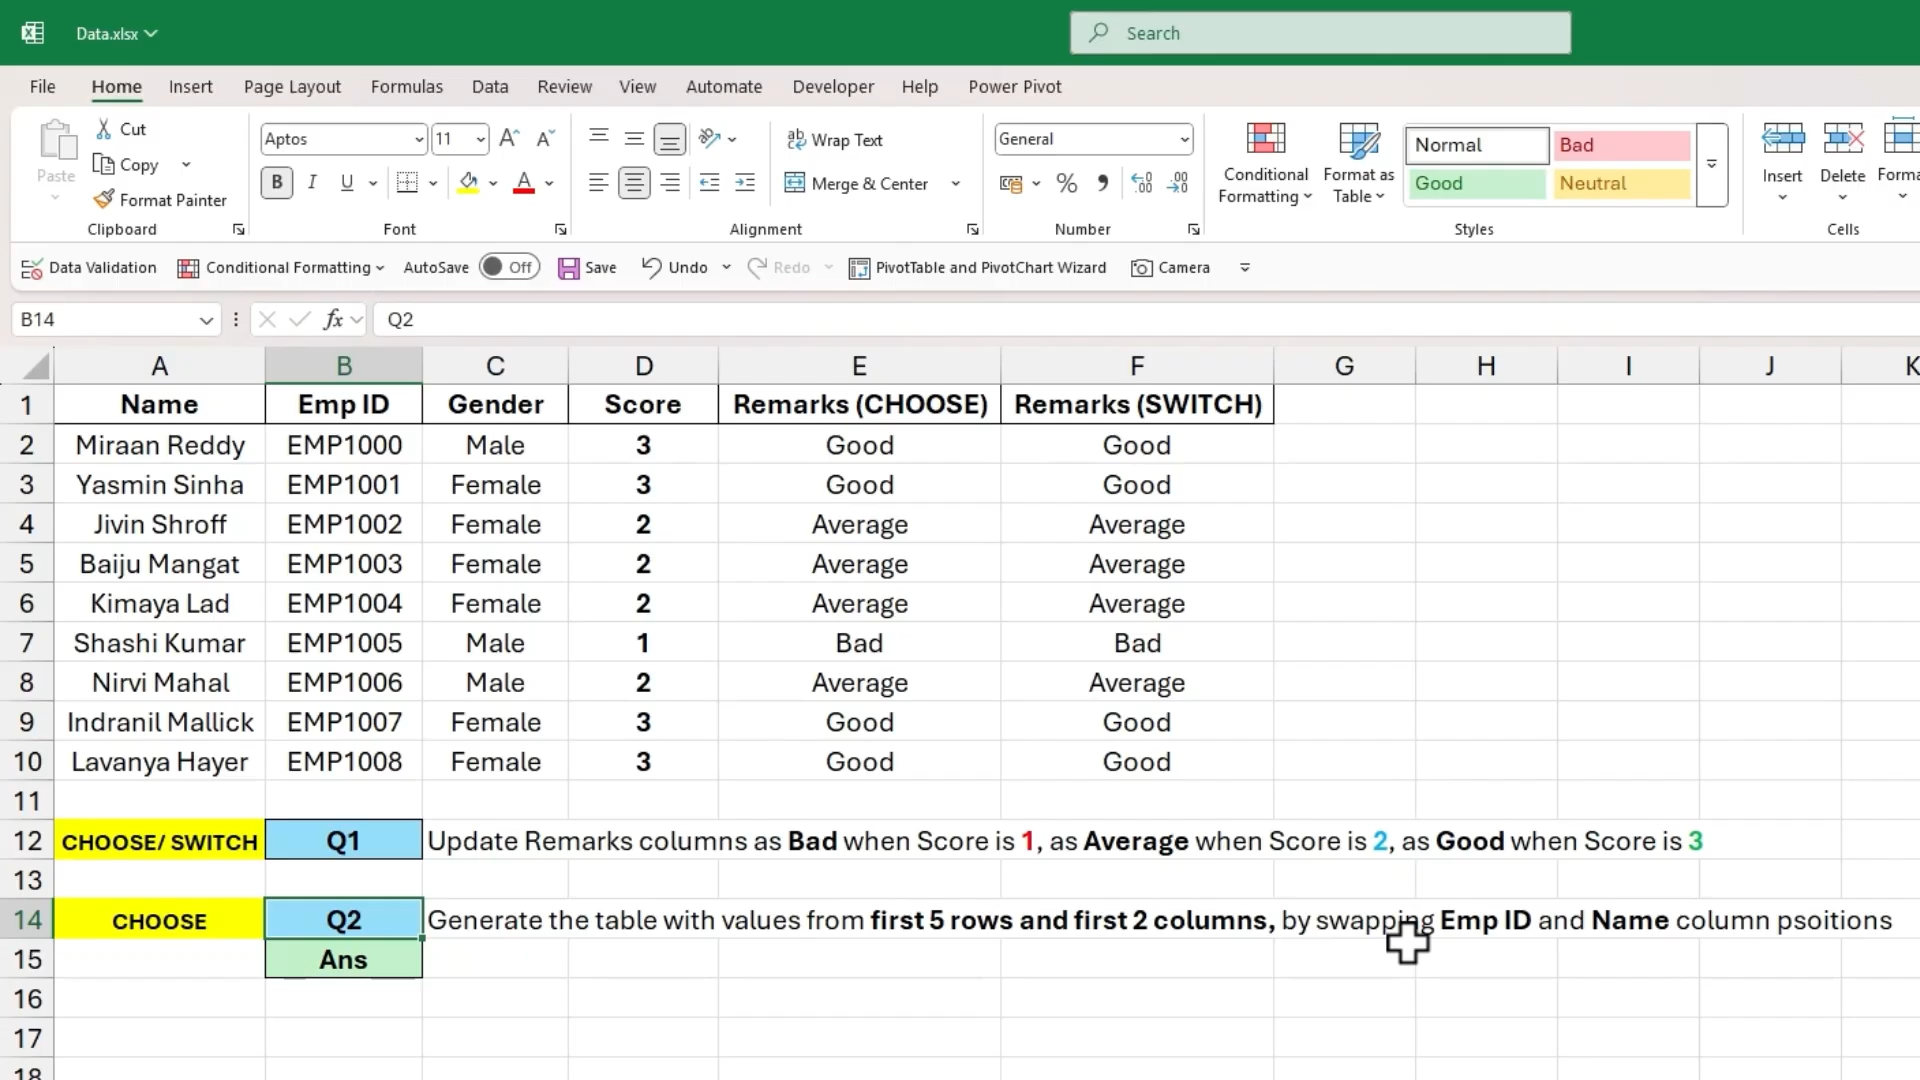 Data.xlsx
Search
File Home Insert Page Layout Formulas Data Review View Automate Developer Help Power Pivot
Paste
Cut
Copy
Format Painter
Clipboard
Aptos 11
B I U A
Font
ab Wrap Text
Merge & Center
Alignment
General
% 9 .00
Number
Conditional Formatting
Format as Table
Normal Bad
Good Neutral
Styles
Insert Delete Forma
Cells
Data Validation Conditional Formatting AutoSave Off Save Undo Redo PivotTable and PivotChart Wizard Camera
B14 fx Q2
A B C D E F G H I J K
1 Name Emp ID Gender Score Remarks (CHOOSE) Remarks (SWITCH)
2 Miraan Reddy EMP1000 Male 3 Good Good
3 Yasmin Sinha EMP1001 Female 3 Good Good
4 Jivin Shroff EMP1002 Female 2 Average Average
5 Baiju Mangat EMP1003 Female 2 Average Average
6 Kimaya Lad EMP1004 Female 2 Average Average
7 Shashi Kumar EMP1005 Male 1 Bad Bad
8 Nirvi Mahal EMP1006 Male 2 Average Average
9 Indranil Mallick EMP1007 Female 3 Good Good
10 Lavanya Hayer EMP1008 Female 3 Good Good
11
12 CHOOSE/ SWITCH Q1 Update Remarks columns as Bad when Score is 1, as Average when Score is 2, as Good when Score is 3
13
14 CHOOSE Q2 Generate the table with values from first 5 rows and first 2 columns, by swapping Emp ID and Name column psoitions
15 Ans
16
17
18